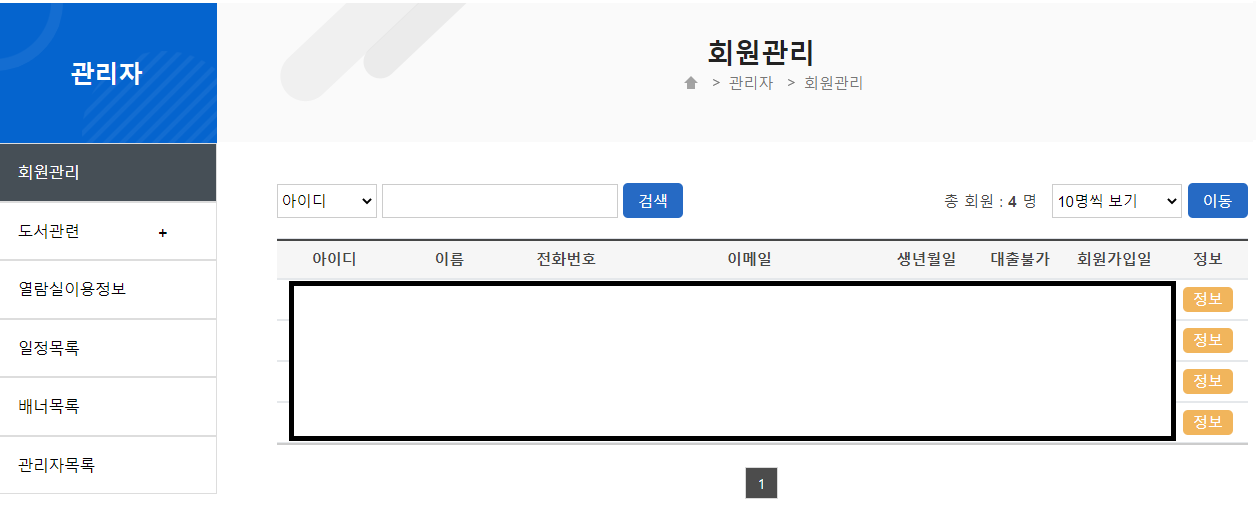 관리자
회원관리
> 관리자 > 회원관리
회원관리
도서관련 +
열람실이용정보
일정목록
배너목록
관리자목록
아이디 검색 총 회원 : 4 명 10명씩 보기 이동
아이디 이름 전화번호 이메일 생년월일 대출불가 회원가입일 정보
정보
정보
정보
정보
1